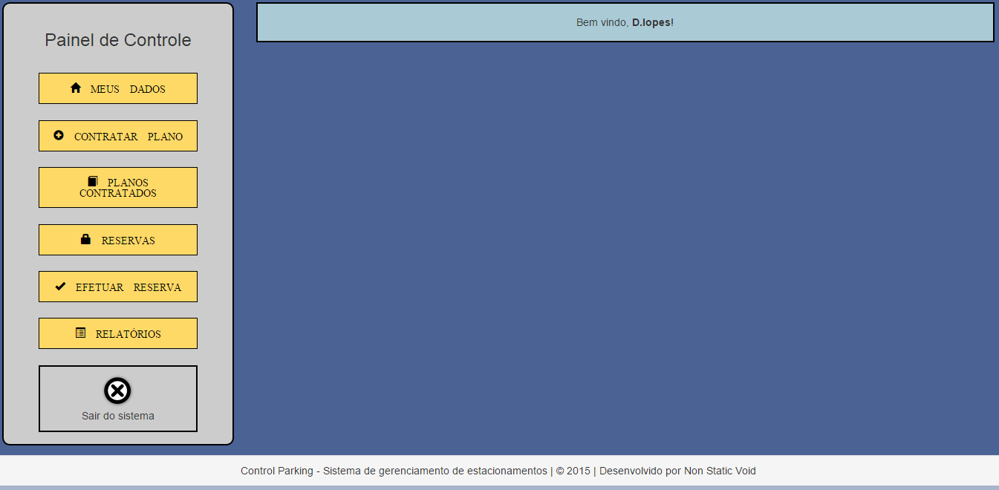 Painel de Controle
MEUS DADOS
CONTRATAR PLANO
PLANOS
CONTRATADOS
RESERVAS
EFETUAR RESERVA
RELATÓRIOS
Sair do sistema
Bem vindo, D.lopes!
Control Parking - Sistema de gerenciamento de estacionamentos | © 2015 | Desenvolvido por Non Static Void